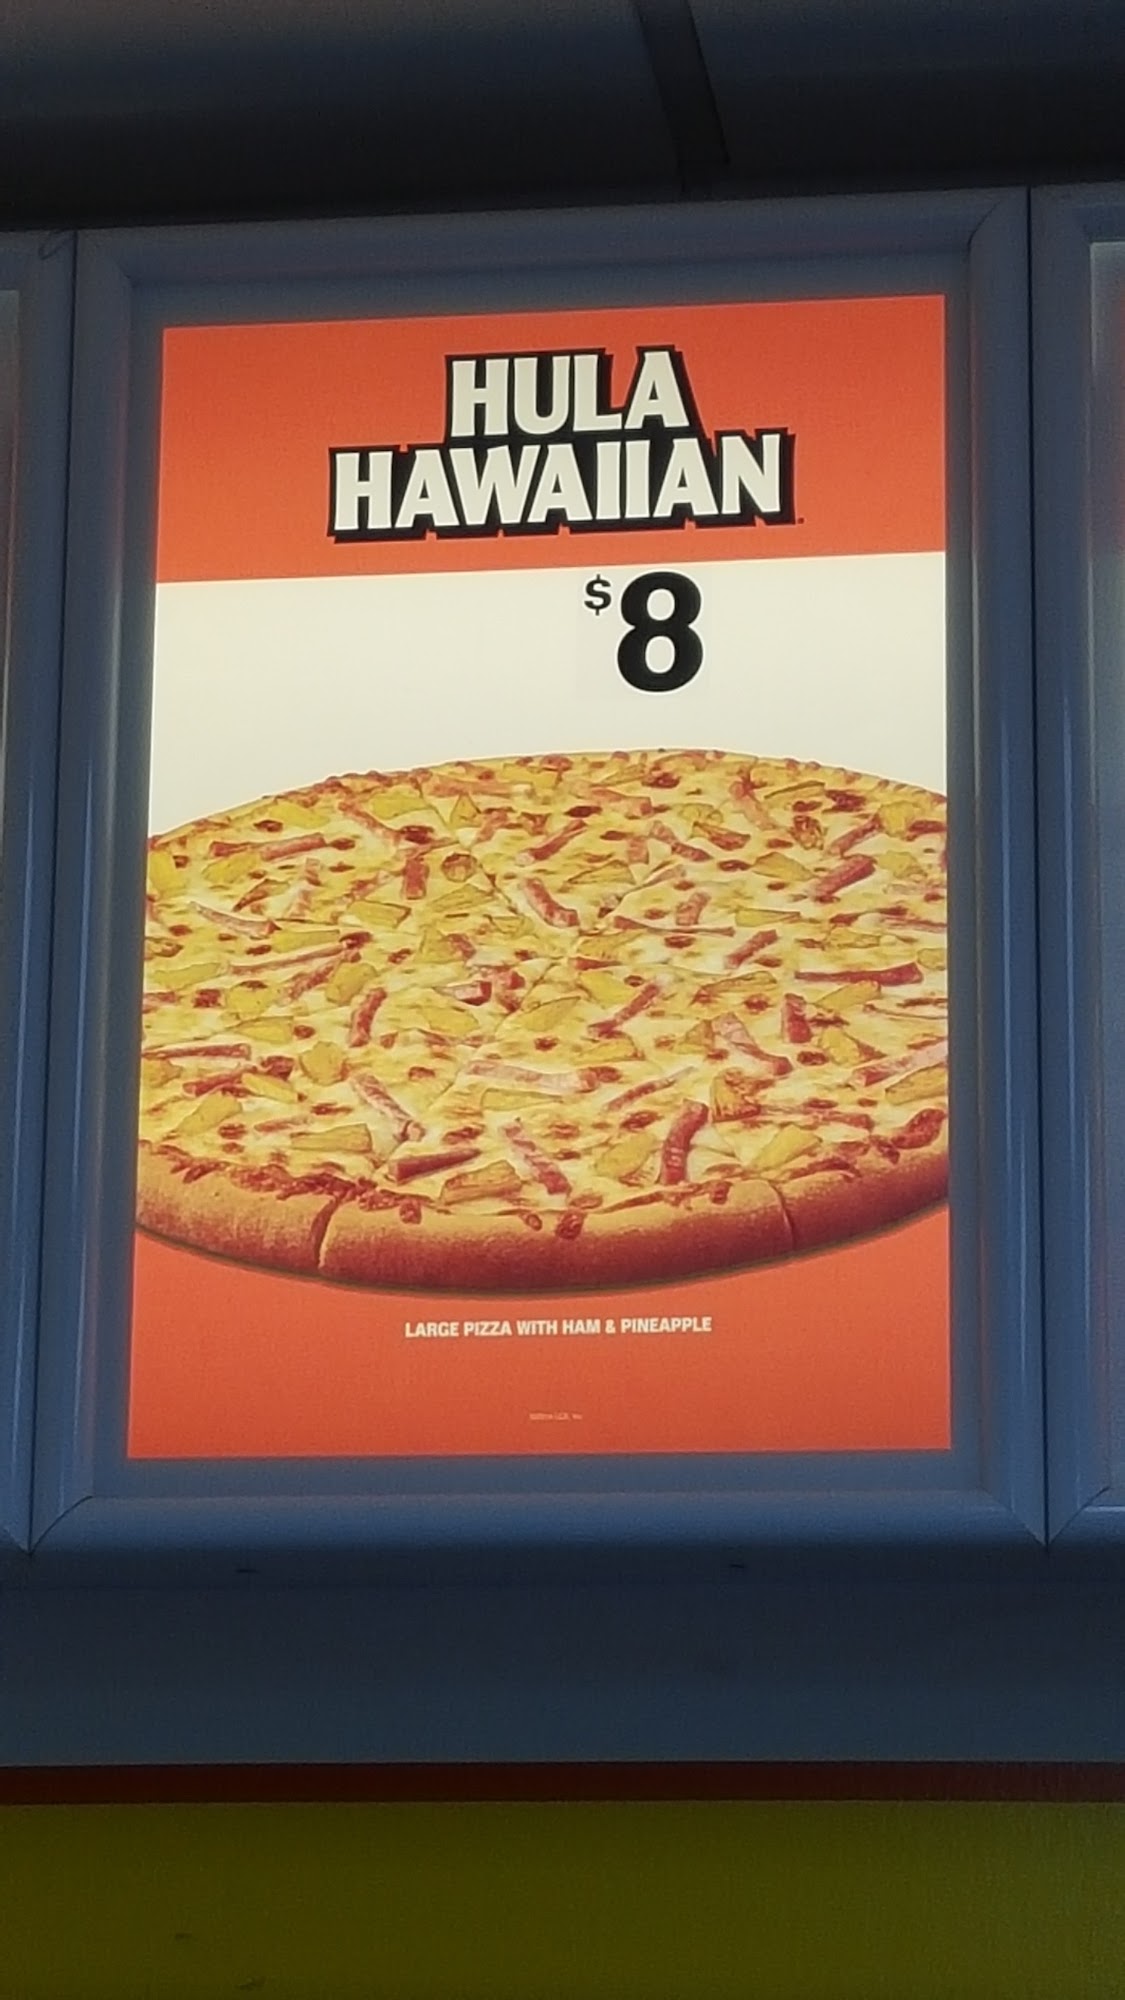 HULA
HAWAIIAN
$8
LARGE PIZZA WITH HAM & PINEAPPLE